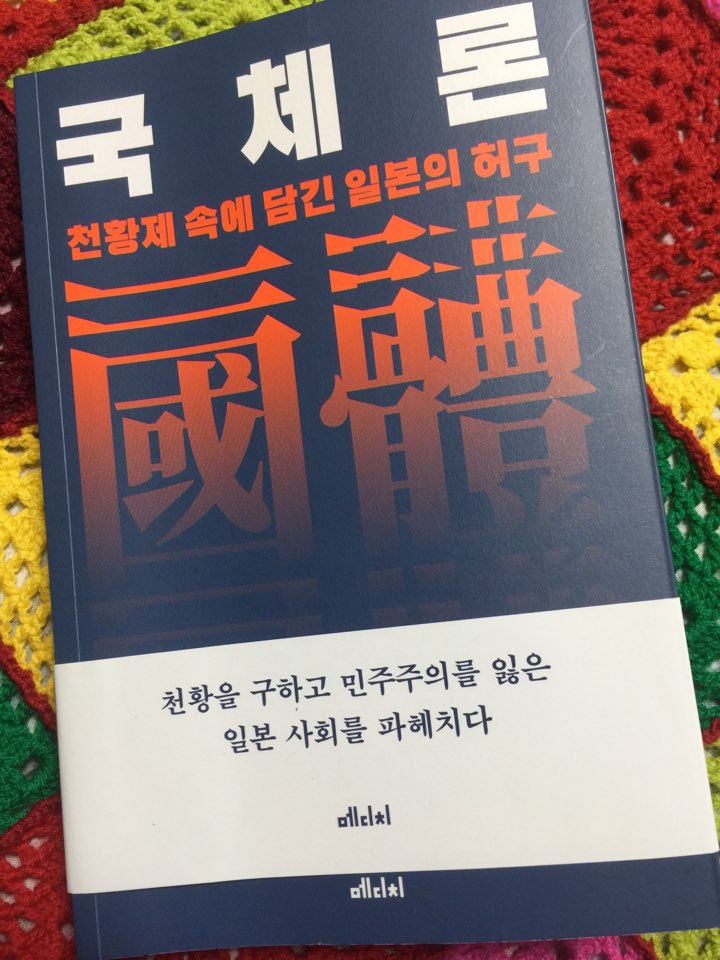 국체론
천황제 속에 담긴 일본의 허구
國體
천황을 구하고 민주주의를 잃은
일본 사회를 파헤치다
메디치
메디치